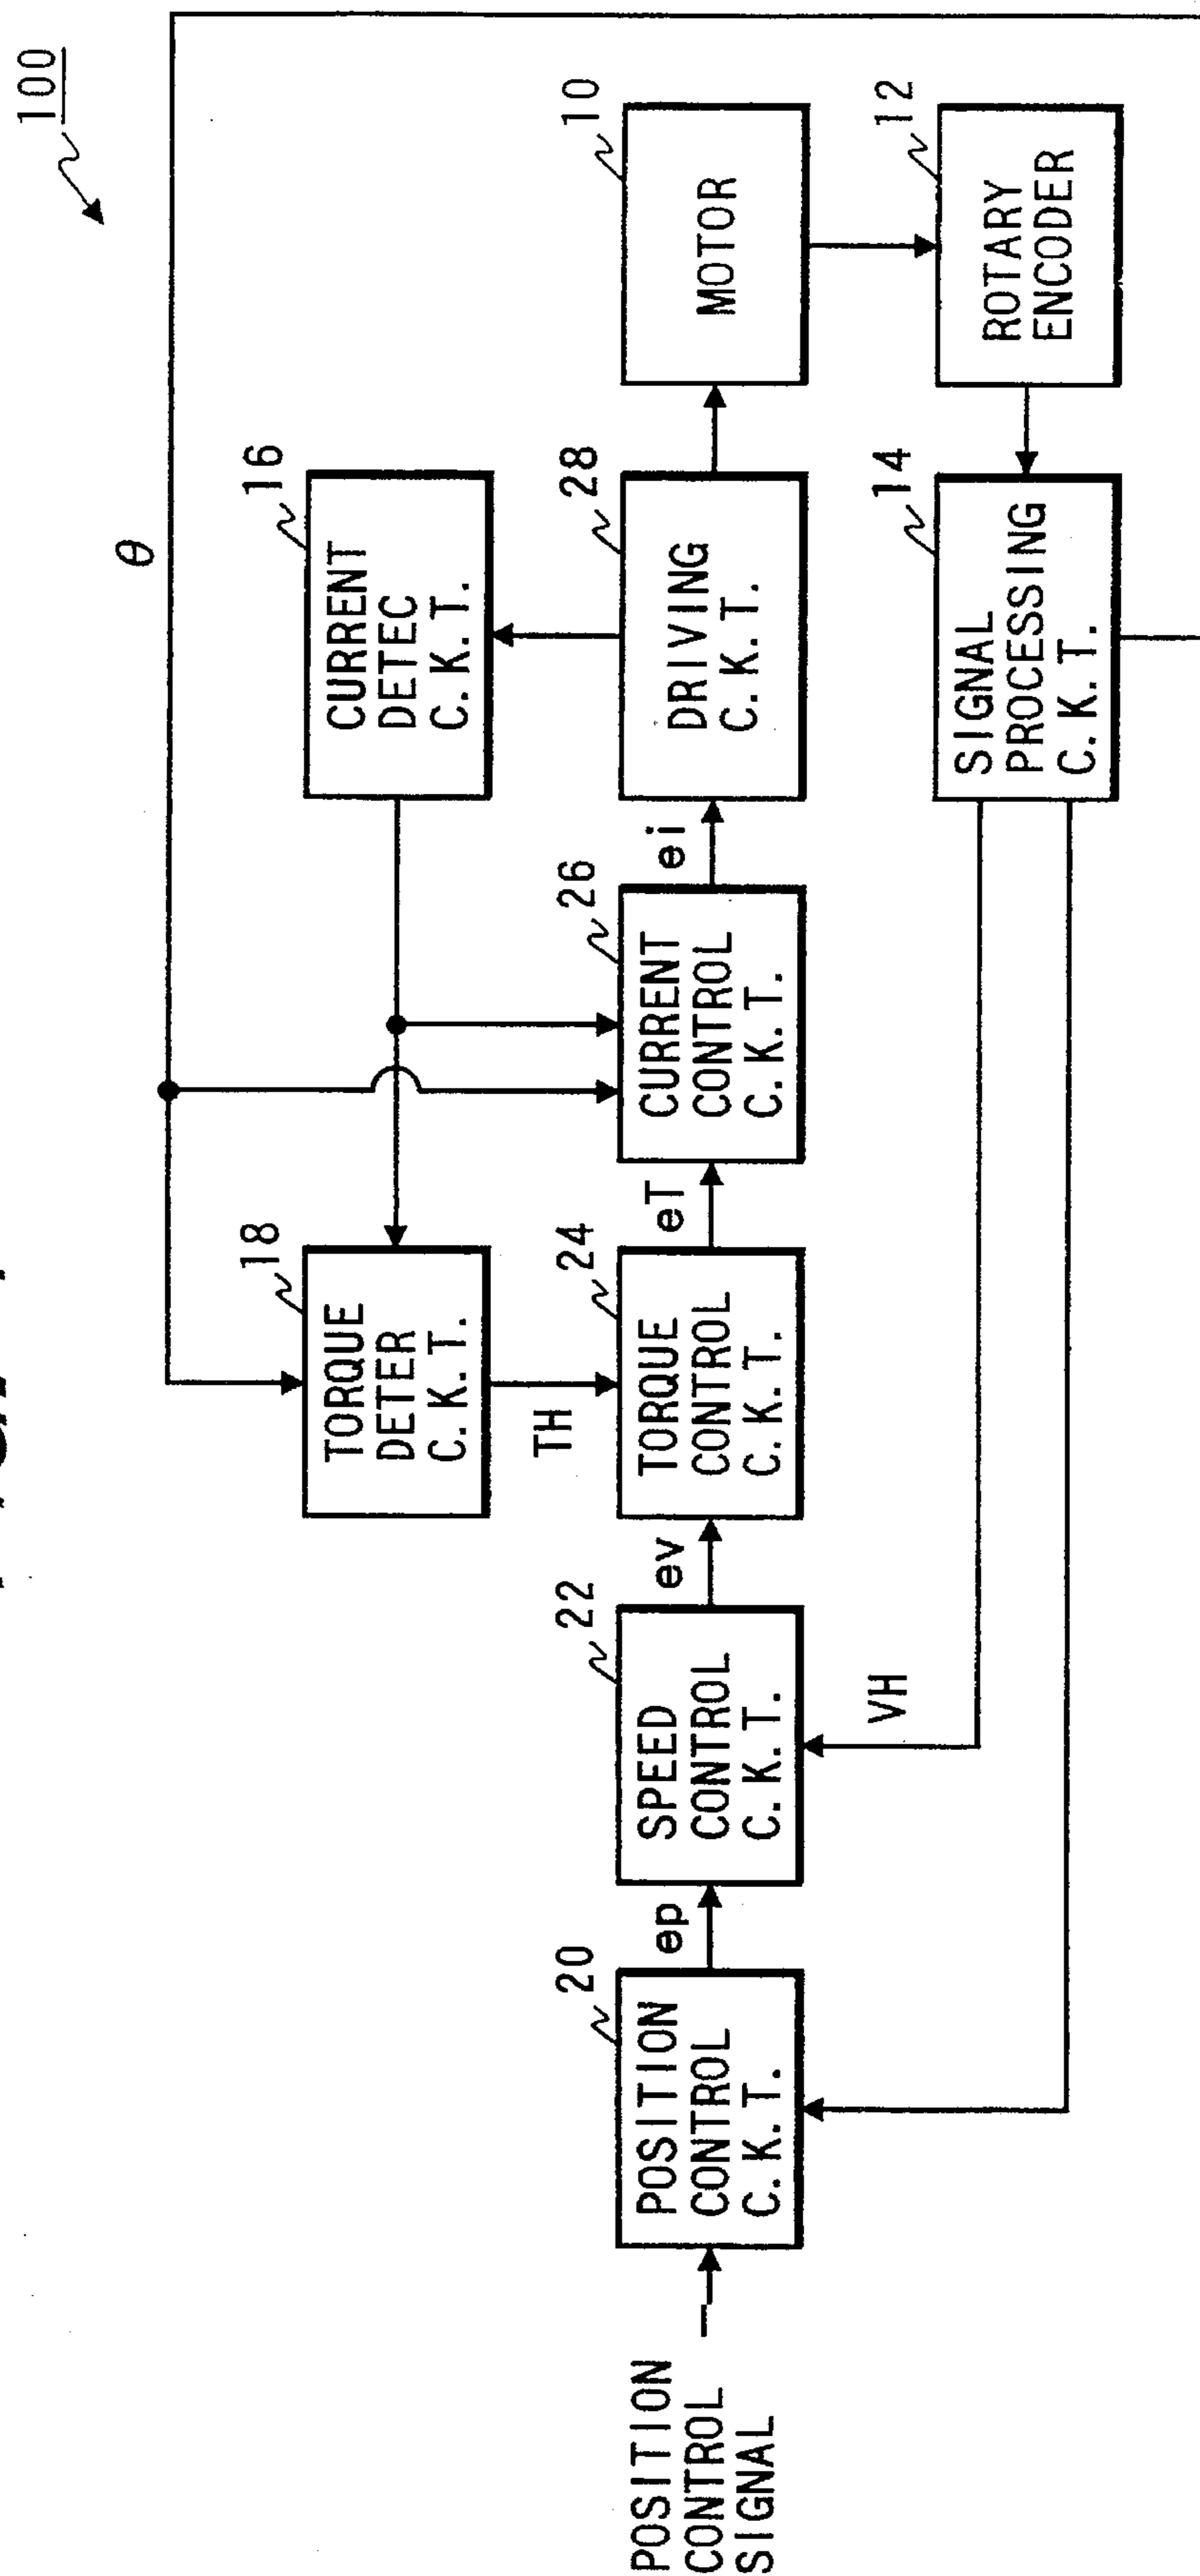 100
θ
16
CURRENT
DETEC
C.K.T.
18
TORQUE
DETER
C.K.T.
TH
POSITION
CONTROL
SIGNAL
20
POSITION
CONTROL
C.K.T.
ep
22
SPEED
CONTROL
C.K.T.
ev
24
TORQUE
CONTROL
C.K.T.
eT
26
CURRENT
CONTROL
C.K.T.
ei
28
DRIVING
C.K.T.
10
MOTOR
VH
14
SIGNAL
PROCESSING
C.K.T.
12
ROTARY
ENCODER